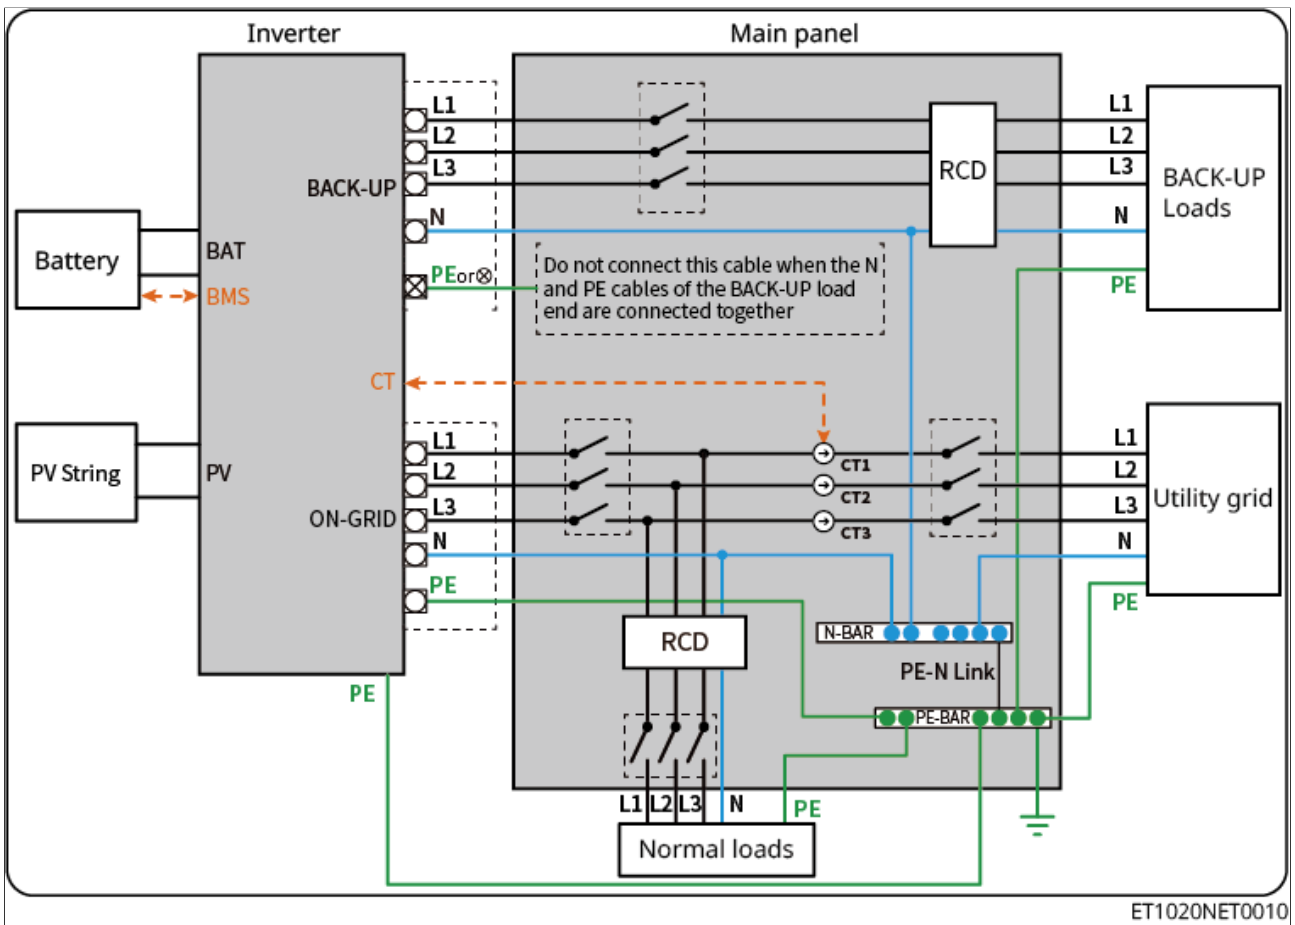 Inverter
Main panel
L1
L2
L3
BACK-UP
N
PEor⊗
RCD
L1
L2
L3
N
PE
BACK-UP
Loads
Battery
BAT
BMS
Do not connect this cable when the N
and PE cables of the BACK-UP load
end are connected together
CT
PV String
PV
L1
L2
L3
ON-GRID
N
PE
CT1
CT2
CT3
L1
L2
L3
N
PE
Utility grid
RCD
N-BAR
PE-N Link
PE-BAR
PE
L1 L2 L3 N PE
Normal loads
ET1020NET0010